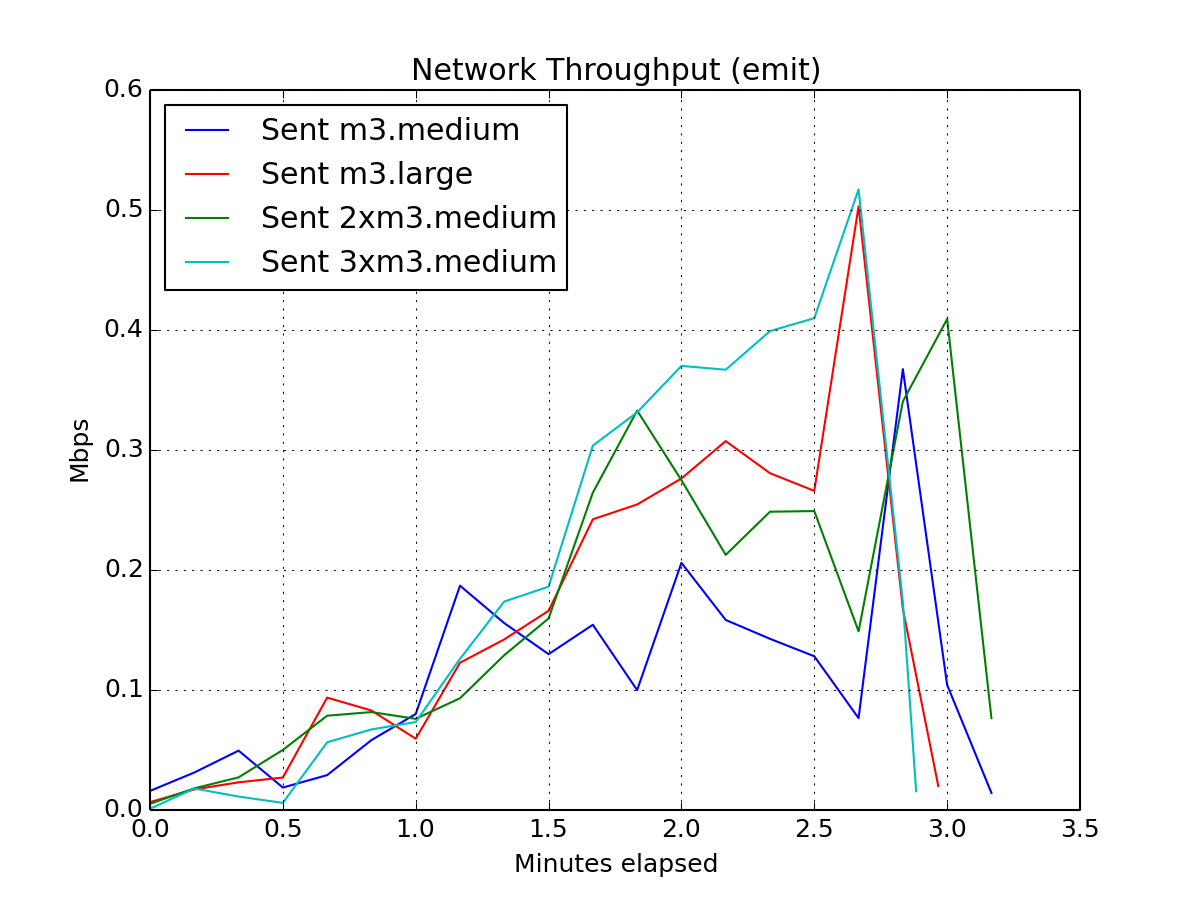 Network Throughput (emit)
0.6
0.5
0.4
0.3
0.2
0.1
0.0
Mbps
Sent m3.medium
Sent m3.large
Sent 2xm3.medium
Sent 3xm3.medium
0.0 0.5 1.0 1.5 2.0 2.5 3.0 3.5
Minutes elapsed